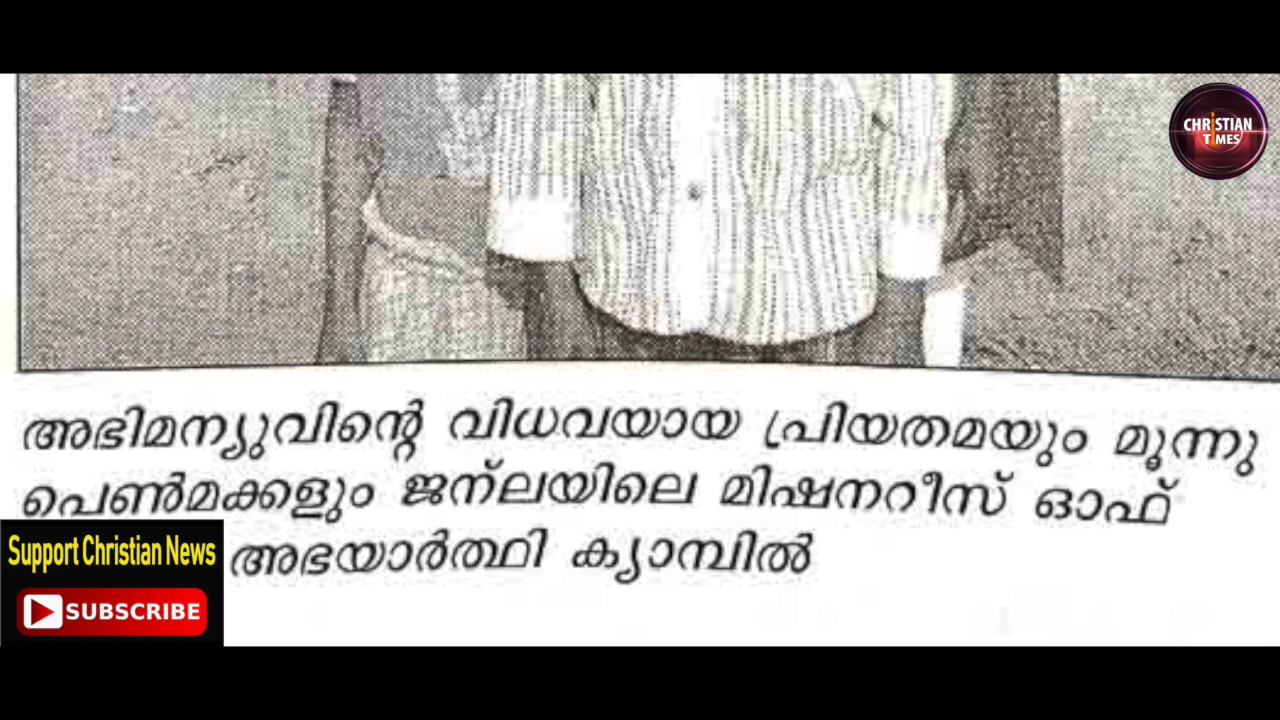 CHRiSTIAN
TiMES
അഭിമന്യുവിന്റെ വിധവയായ പ്രിയതമയും മൂന്നു
പെൺമക്കളും ജന്ലയിലെ മിഷനറീസ് ഓഫ്
അഭയാർത്ഥി ക്യാമ്പിൽ
Support Christian News
SUBSCRIBE